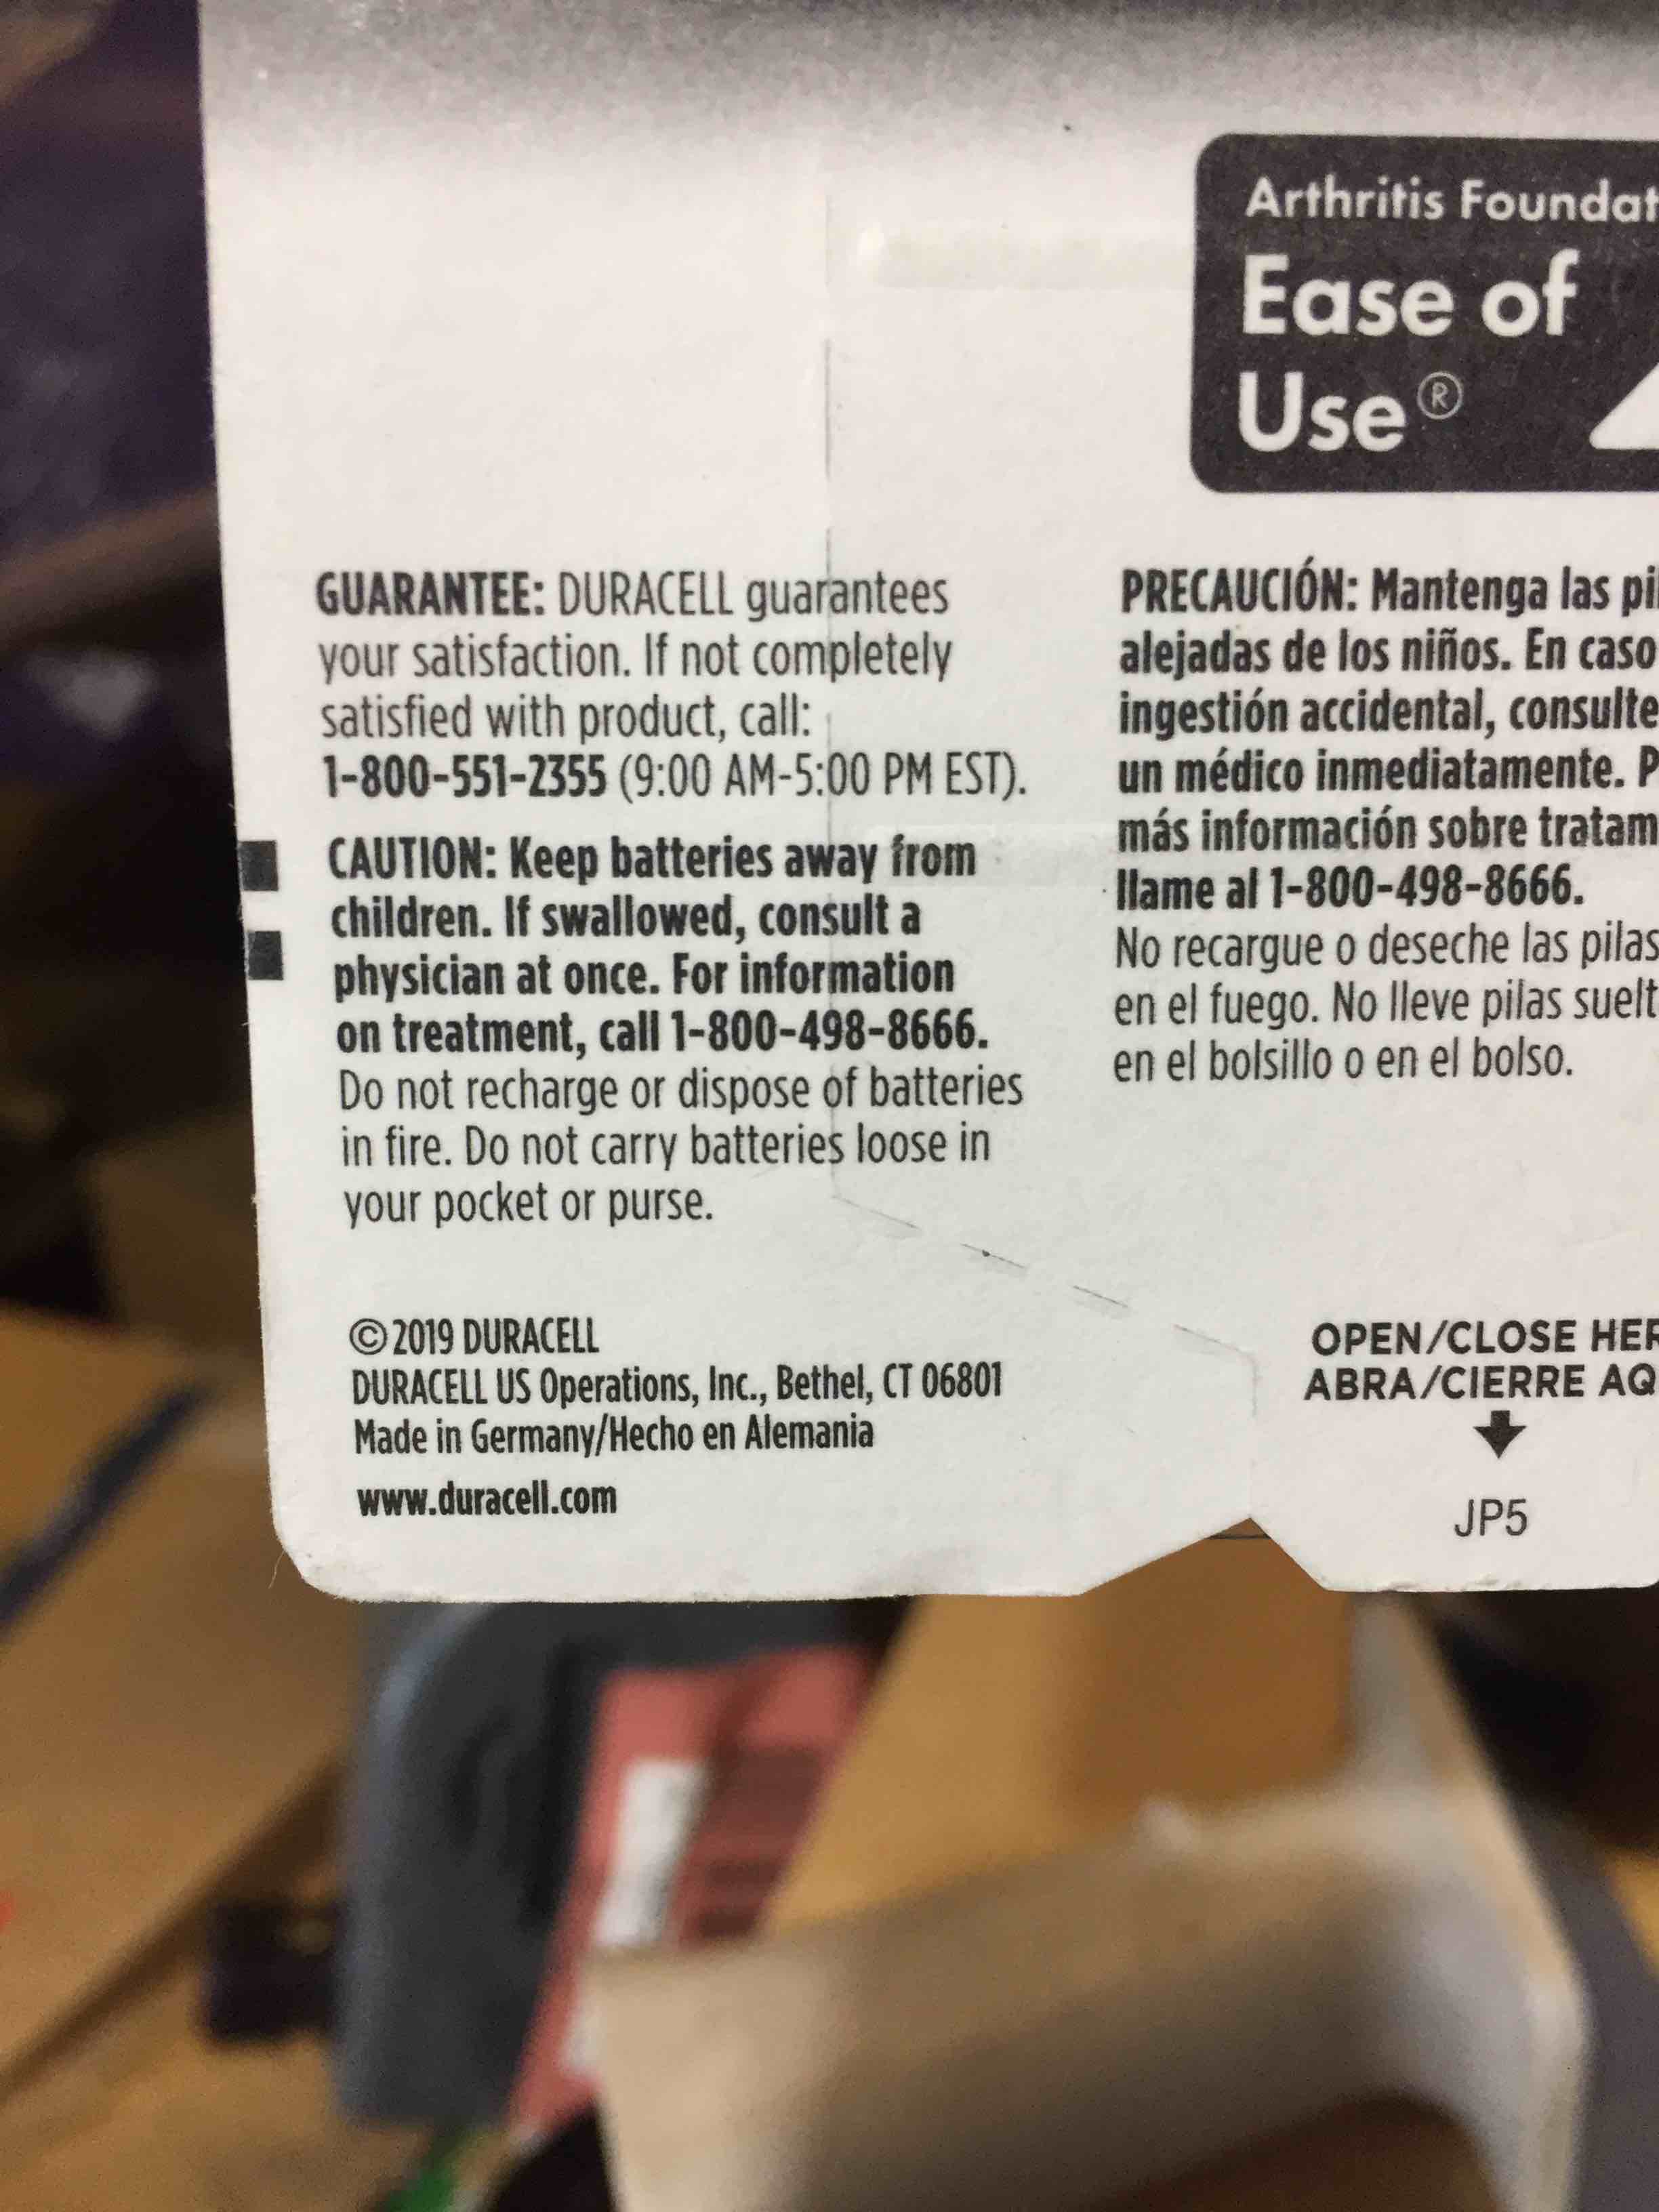 Arthritis
Ease of
Use®
GUARANTEE: DURACELL guarantees
your satisfaction. If not completely
satisfied with product, call:
1-800-551-2355 (9:00 AM-5:00 PM EST).
CAUTION: Keep batteries away from
children. If swallowed, consult a
physician at once. For information
on treatment, call 1-800-498-8666.
Do not recharge or dispose of batteries
in fire. Do not carry batteries loose in
your pocket or purse.
©2019 DURACELL
DURACELL US Operations, Inc., Bethel, CT 06801
Made in Germany/Hecho en Alemania
www.duracell.com
PRECAUCIÓN: Mantenga las
alejadas de los niños. En caso
ingestión accidental, consulte
un médico inmediatamente.
más información sobre
llame al 1-800-498-8666.
No recargue o deseche las pilas
en el fuego. No lleve pilas
en el bolsillo o en el bolso.
OPEN/CLOSE
ABRA/CIERRE
JP5